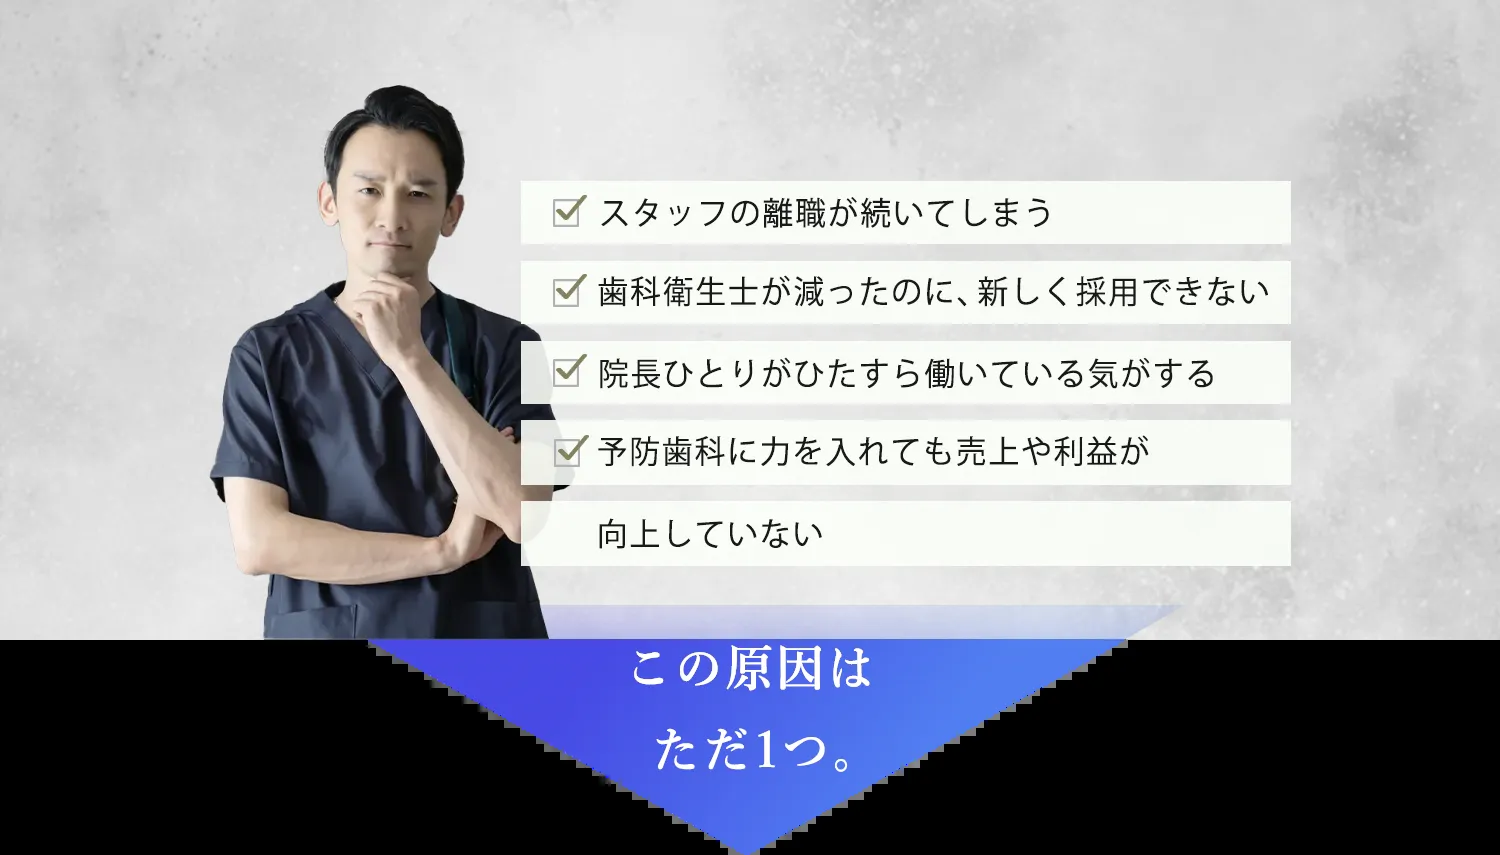 スタッフの離職が続いてしまう
歯科衛生士が減ったのに、新しく採用できない
院長ひとりがひたすら働いている気がする
予防歯科に力を入れても売上や利益が
向上していない
この原因は
ただ1つ。